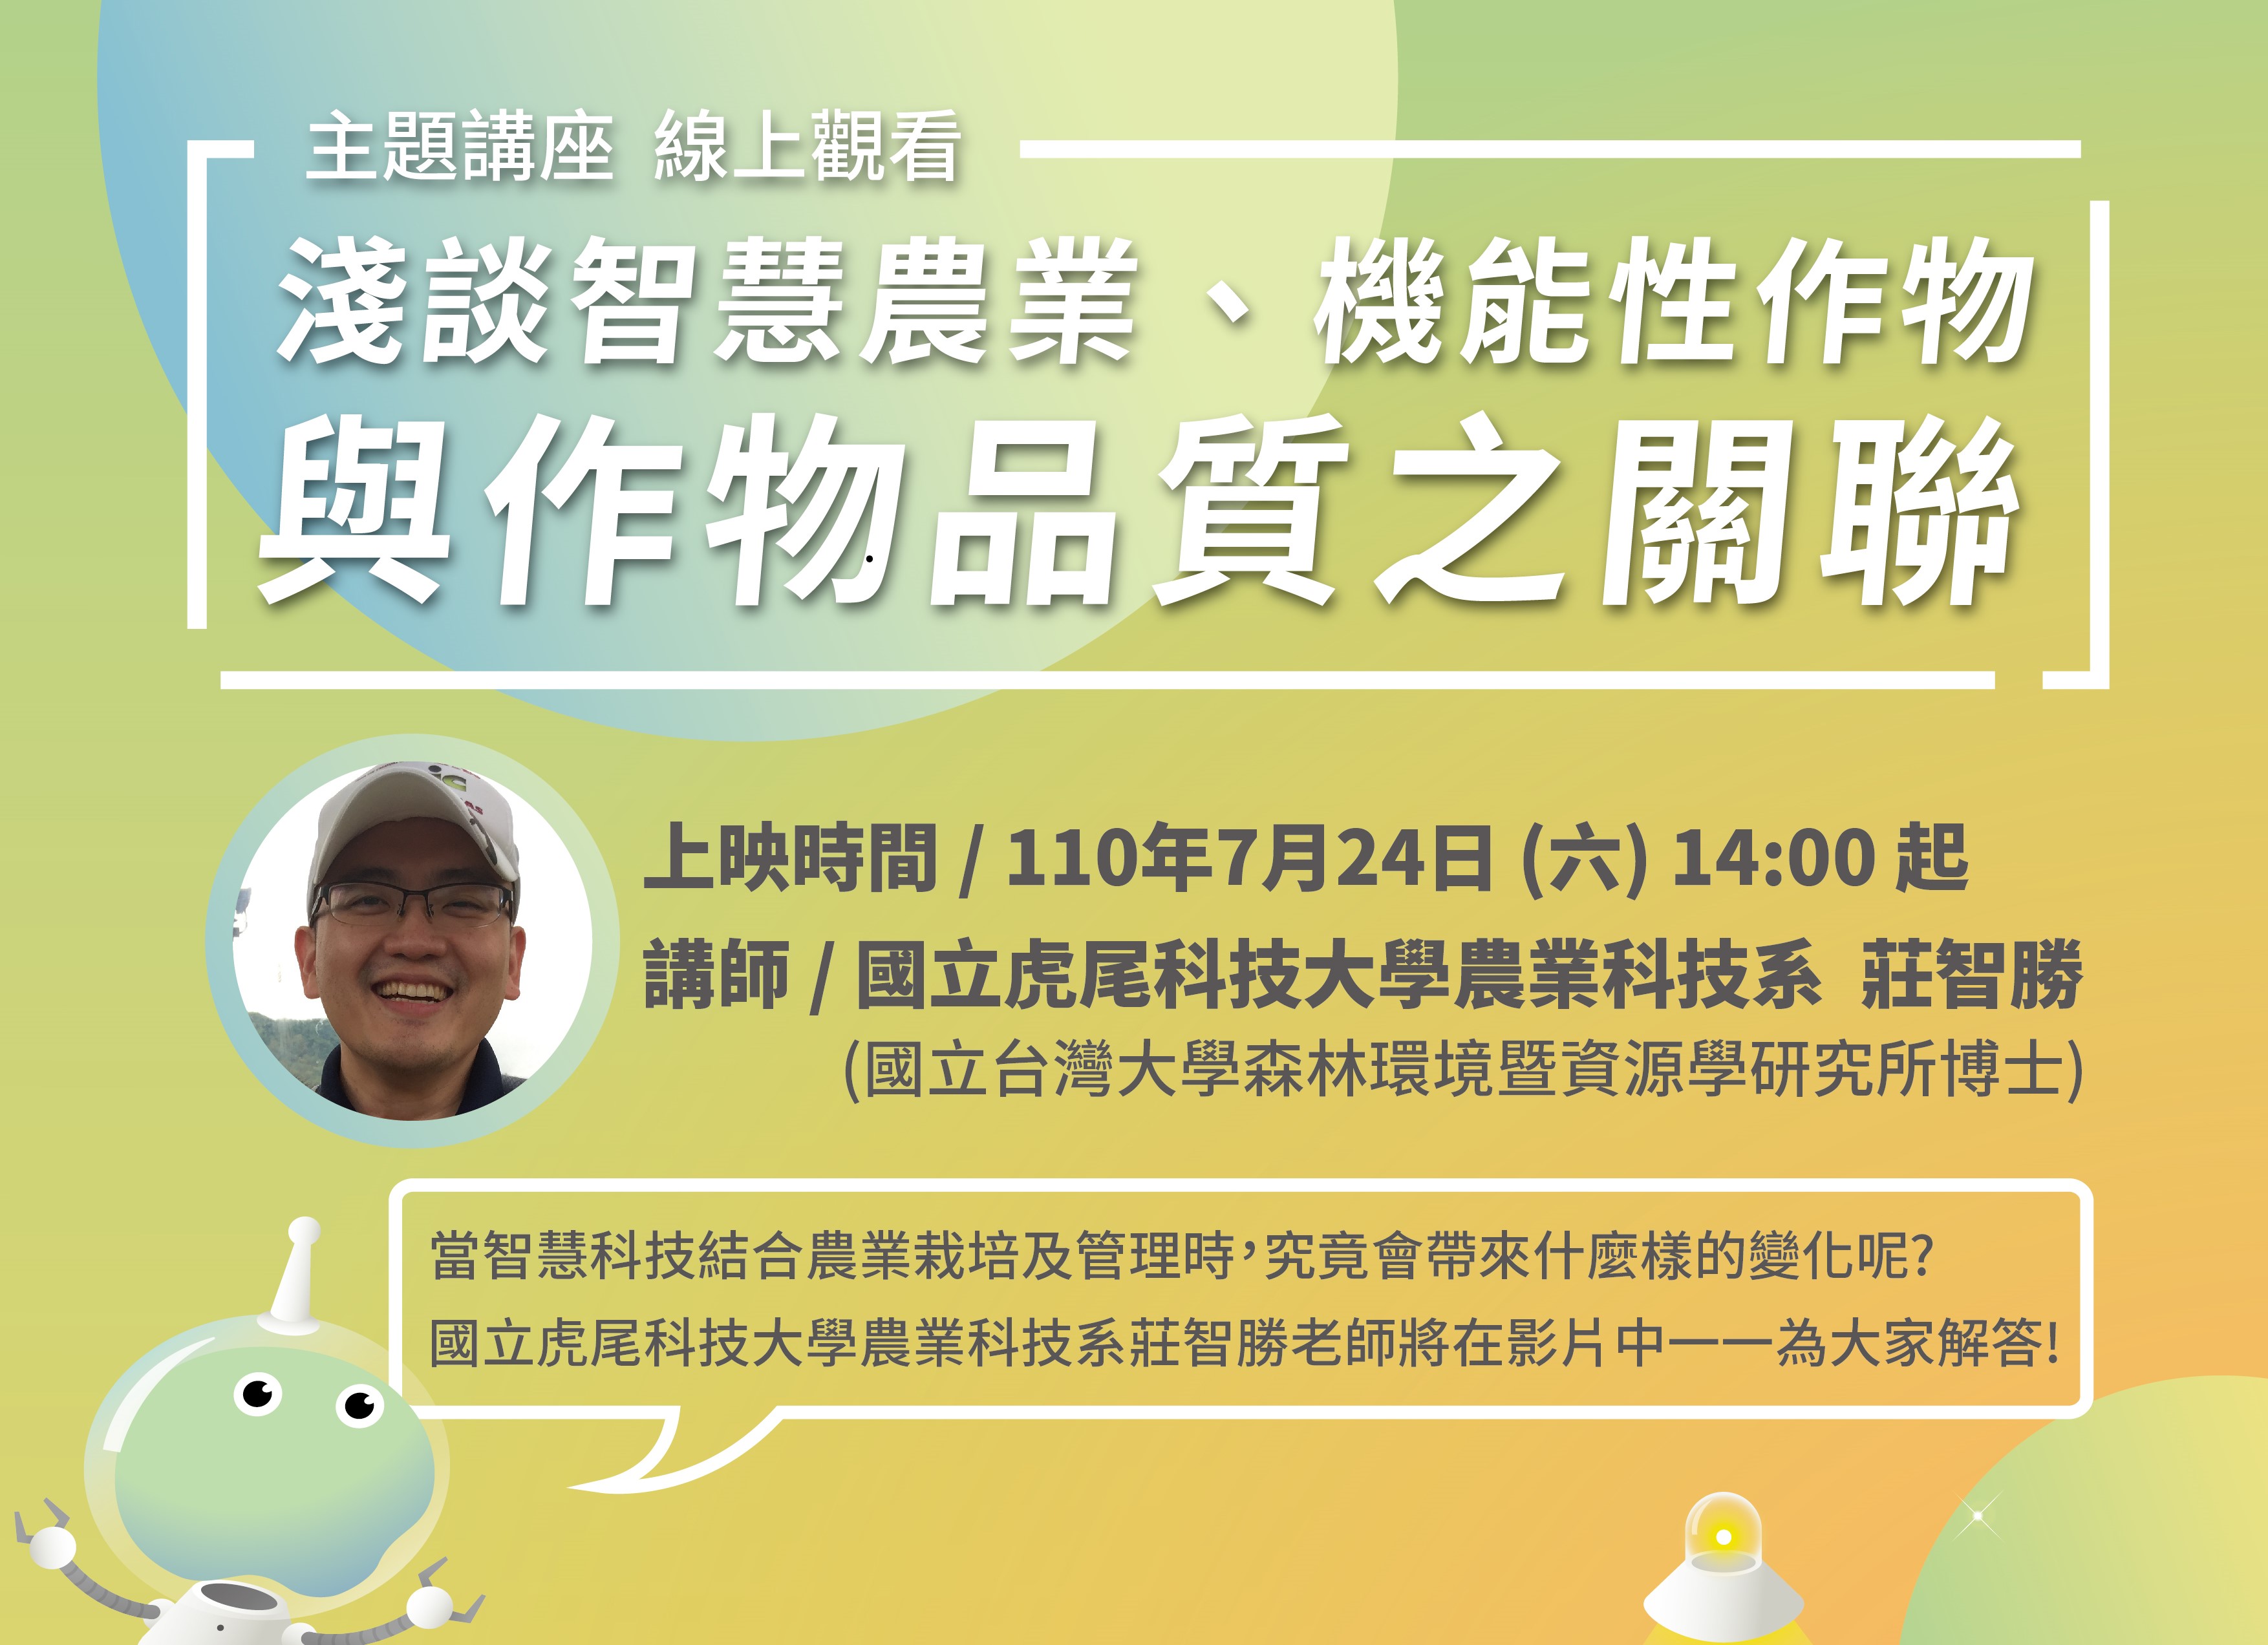 主題講座 線上觀看
淺談智慧農業、機能性作物
與作物品質之關聯
上映時間 / 110年7月24日 (六) 14:00 起
講師 / 國立虎尾科技大學農業科技系 莊智勝
(國立台灣大學森林環境暨資源學研究所博士)
當智慧科技結合農業栽培及管理時，究竟會帶來什麼樣的變化呢?
國立虎尾科技大學農業科技系莊智勝老師將在影片中一一為大家解答!